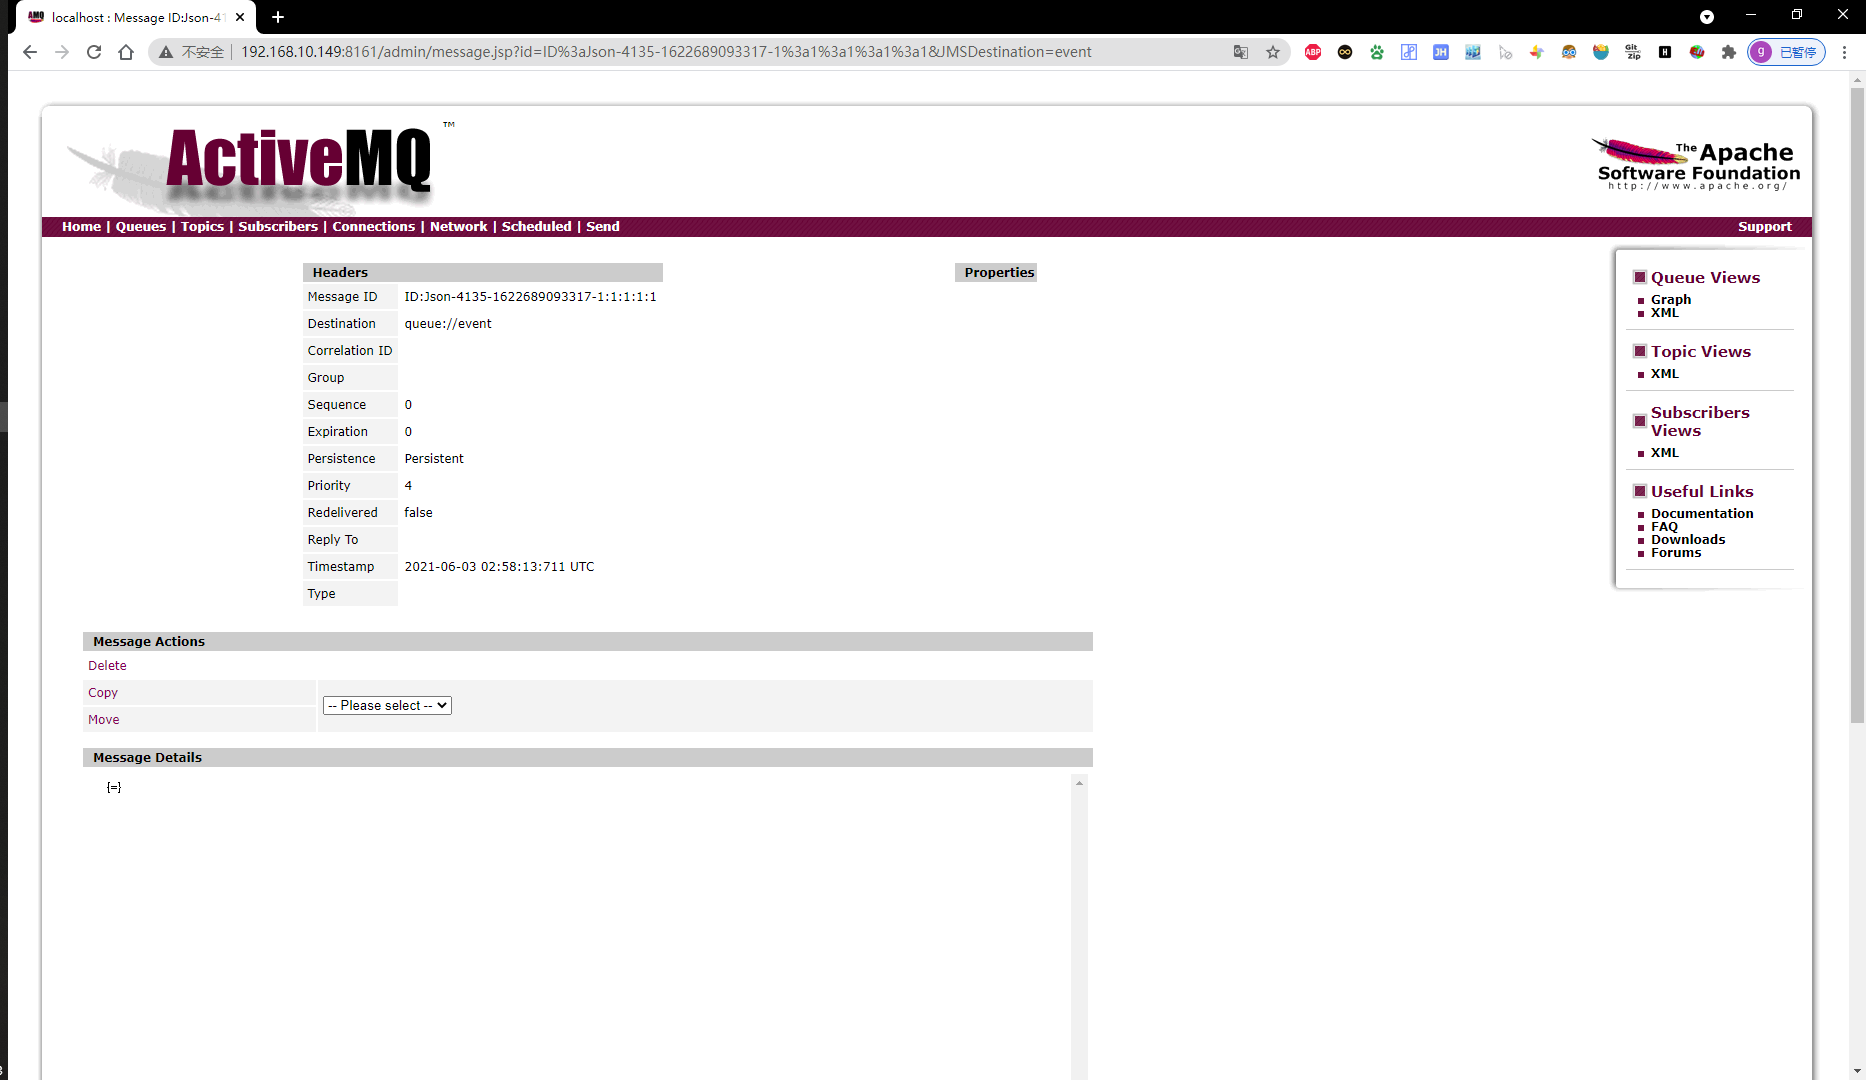 localhost : Message ID:Json-41
不安全 192.168.10.149:8161/admin/message.jsp?id=ID%3aJson-4135-1622689093317-1%3a1%3a1%3a1%3a1&JMSDestination=event
ABP
JH
Git Zip
H
g 已暂停
ActiveMQ ™
The Apache
Software Foundation
http://www.apache.org/
Home | Queues | Topics | Subscribers | Connections | Network | Scheduled | Send
Support
Headers
Message ID ID:Json-4135-1622689093317-1:1:1:1:1
Destination queue://event
Correlation ID
Group
Sequence 0
Expiration 0
Persistence Persistent
Priority 4
Redelivered false
Reply To
Timestamp 2021-06-03 02:58:13:711 UTC
Type
Properties
Message Actions
Delete
Copy
Move
-- Please select --
Message Details
{=}
Queue Views
Graph
XML
Topic Views
XML
Subscribers
Views
XML
Useful Links
Documentation
FAQ
Downloads
Forums